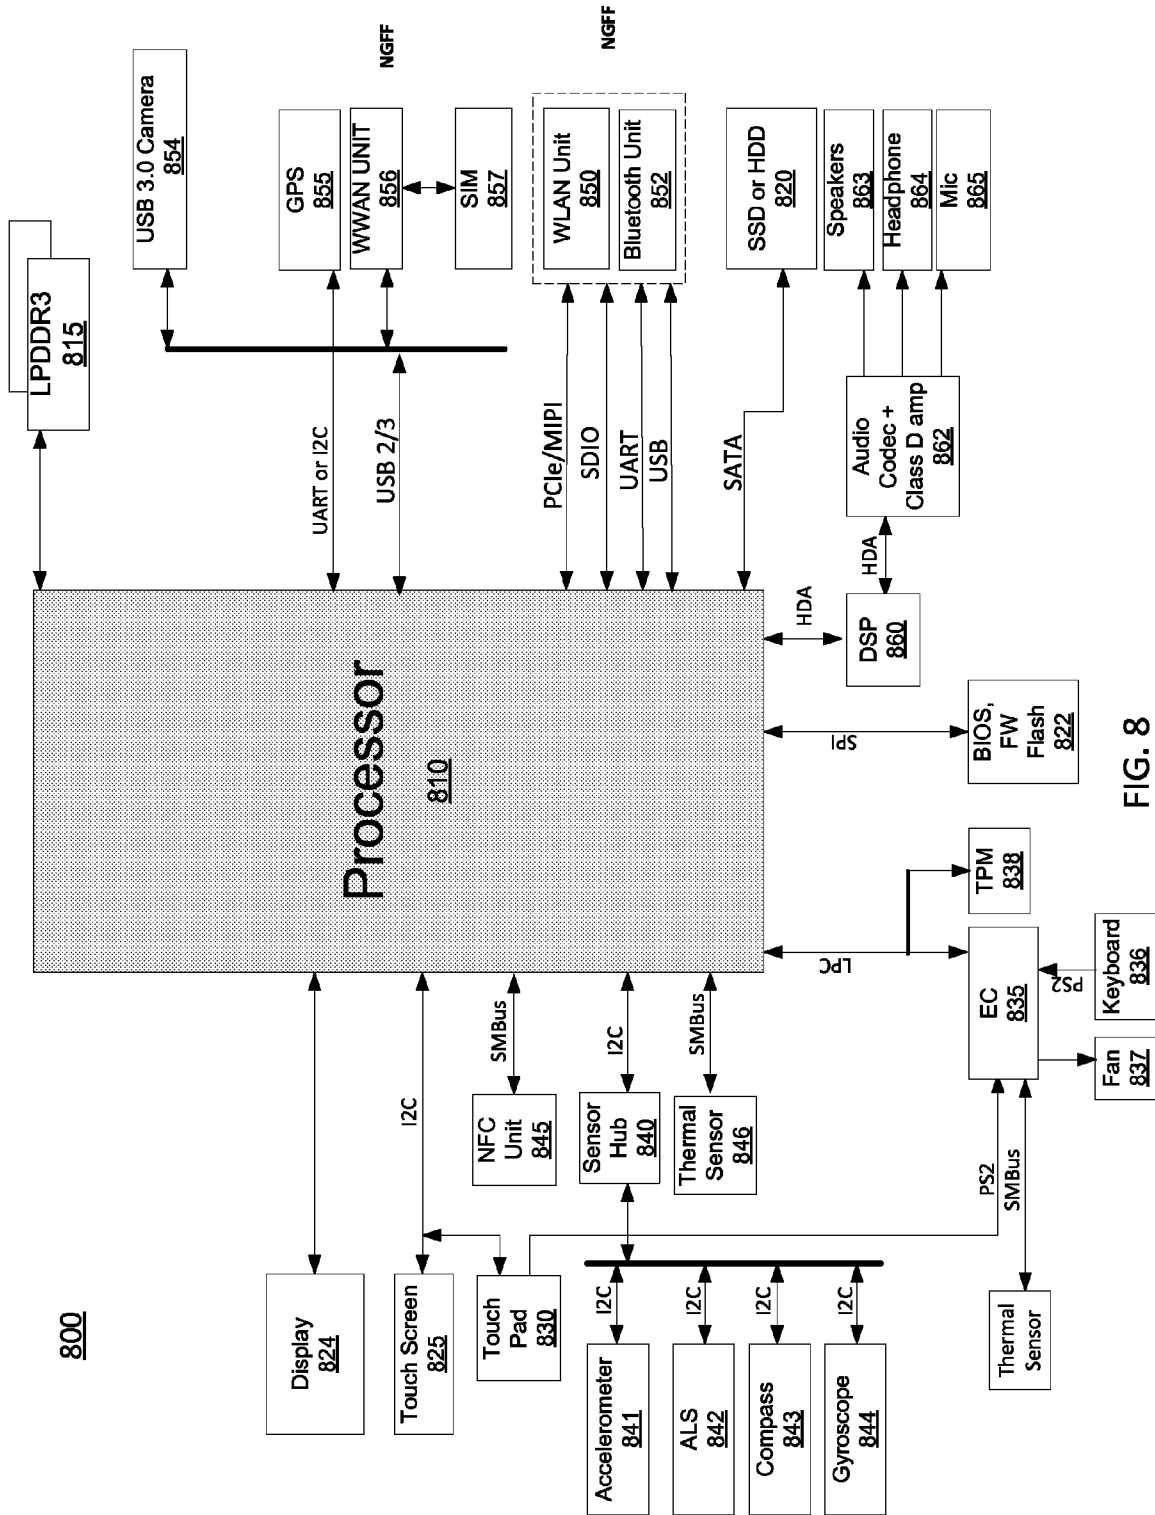 800
LPDDR3
815
USB 3.0 Camera
854
GPS
855
WWAN UNIT
856
NGFF
SIM
857
WLAN Unit
850
Bluetooth Unit
852
NGFF
SSD or HDD
820
Speakers
863
Headphone
864
Mic
865
UART or I2C
USB 2/3
PCIe/MIPI
SDIO
UART
USB
SATA
Audio
Codec +
Class D amp
862
HDA
DSP
860
HDA
Processor
810
SPI
BIOS,
FW
Flash
822
LPC
TPM
838
EC
835
PS2
Keyboard
836
Fan
837
Display
824
I2C
Touch Screen
825
Touch
Pad
830
SMBus
NFC
Unit
845
I2C
Sensor
Hub
840
SMBus
Thermal
Sensor
846
PS2
SMBus
I2C
Accelerometer
841
I2C
ALS
842
I2C
Compass
843
I2C
Gyroscope
844
Thermal
Sensor
FIG. 8